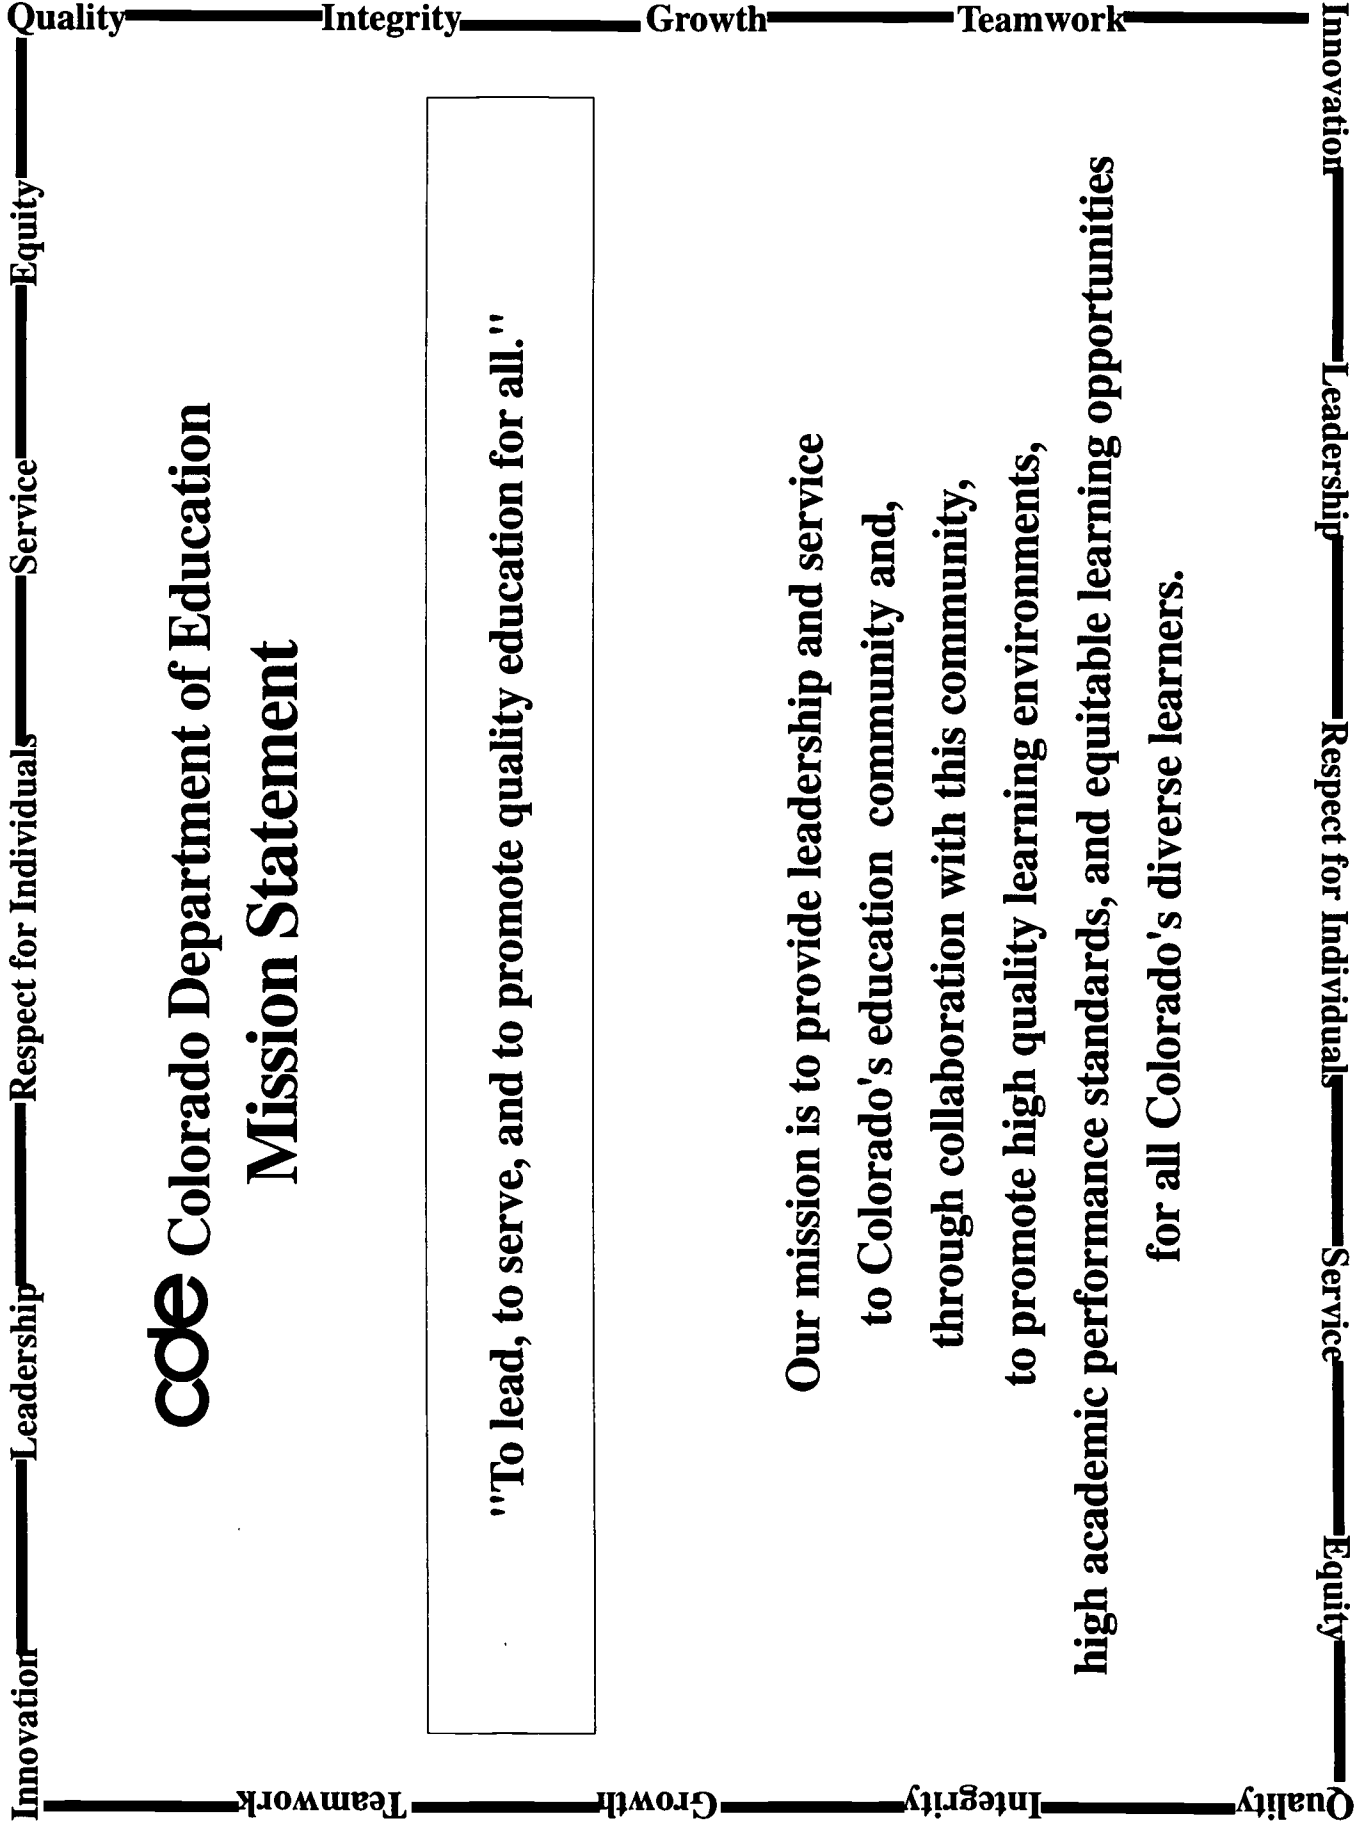 Innovation Leadership Respect for Individuals Service Equity Quality
cde Colorado Department of Education
Mission Statement
"To lead, to serve, and to promote quality education for all."
Our mission is to provide leadership and service
to Colorado's education community and,
through collaboration with this community,
to promote high quality learning environments,
high academic performance standards, and equitable learning opportunities
for all Colorado's diverse learners.
Integrity Growth Teamwork
Innovation Leadership Respect for Individuals Service Equity
Quality Integrity Growth Teamwork